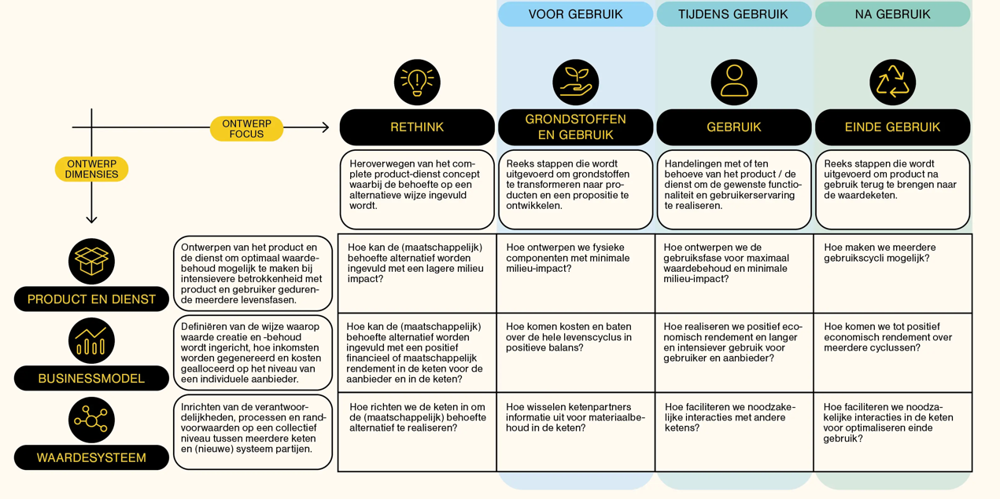 VOOR GEBRUIK
TIJDENS GEBRUIK
NA GEBRUIK
ONTWERP
FOCUS
ONTWERP
DIMENSIES
RETHINK
GRONDSTOFFEN
EN GEBRUIK
GEBRUIK
EINDE GEBRUIK
Heroverwegen van het com-
plete product-dienst concept
waarbij de behoefte op een
alternatieve wijze ingevuld
wordt.
Reeks stappen die wordt
uitgevoerd om grondstoffen
te transformeren naar pro-
ducten en een propositie te
ontwikkelen.
Handelingen met of ten
behoeve van het product / de
dienst om de gewenste functio-
naliteit en gebruikerservaring
te realiseren.
Reeks stappen die wordt
uitgevoerd om product na
gebruik terug te brengen naar
de waardeketen.
PRODUCT EN DIENST
Ontwerpen van het product en
de dienst om optimaal waarde-
behoud mogelijk te maken bij
intensievere betrokkenheid met
product en gebruiker geduren-
de meerdere levensfasen.
Hoe kan de (maatschappelijk)
behoefte alternatief worden
ingevuld met een lagere milieu
impact?
Hoe ontwerpen we fysieke
componenten met minimale
milieu-impact?
Hoe ontwerpen we de
gebruiksfase voor maximaal
waardebehoud en minimale
milieu-impact?
Hoe maken we meerdere
gebruikscycli mogelijk?
BUSINESSMODEL
Definiëren van de wijze waarop
waarde creatie en -behoud
wordt ingericht, hoe inkomsten
worden gegenereerd en kosten
gealloceerd op het niveau van
een individuele aanbieder.
Hoe kan de (maatschappelijk)
behoefte alternatief worden
ingevuld met een positief
financieel of maatschappelijk
rendement in de keten voor de
aanbieder en in de keten?
Hoe komen kosten en baten
over de hele levenscyclus in
positieve balans?
Hoe realiseren we positief eco-
nomisch rendement en langer
en intensiever gebruik voor
gebruiker en aanbieder?
Hoe komen we tot positief
economisch rendement over
meerdere cyclussen?
WAARDESYSTEEM
Inrichten van de verantwoor-
delijkheden, processen en rand-
voorwaarden op een collectief
niveau tussen meerdere keten
en (nieuwe) systeem partijen.
Hoe richten we de keten in om
de (maatschappelijk) behoefte
alternatief te realiseren?
Hoe wisselen ketenpartners
informatie uit voor materiaalbe-
houd in de keten?
Hoe faciliteren we noodzake-
lijke interacties met andere
ketens?
Hoe faciliteren we noodza-
kelijke interacties in de keten
voor optimaliseren einde
gebruik?